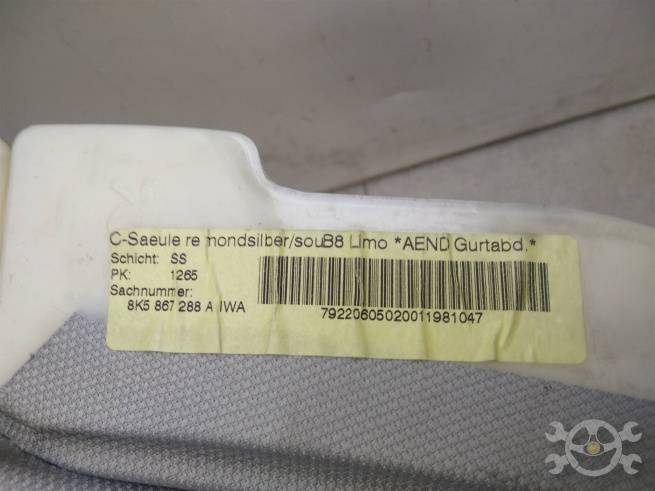 C-Saeule re mondsilber/souB8 Limo *AEND Gurtabd.*
Schicht: SS
PK: 1265
Sachnummer:
8K5 867 288 A IWA
79220605020011981047